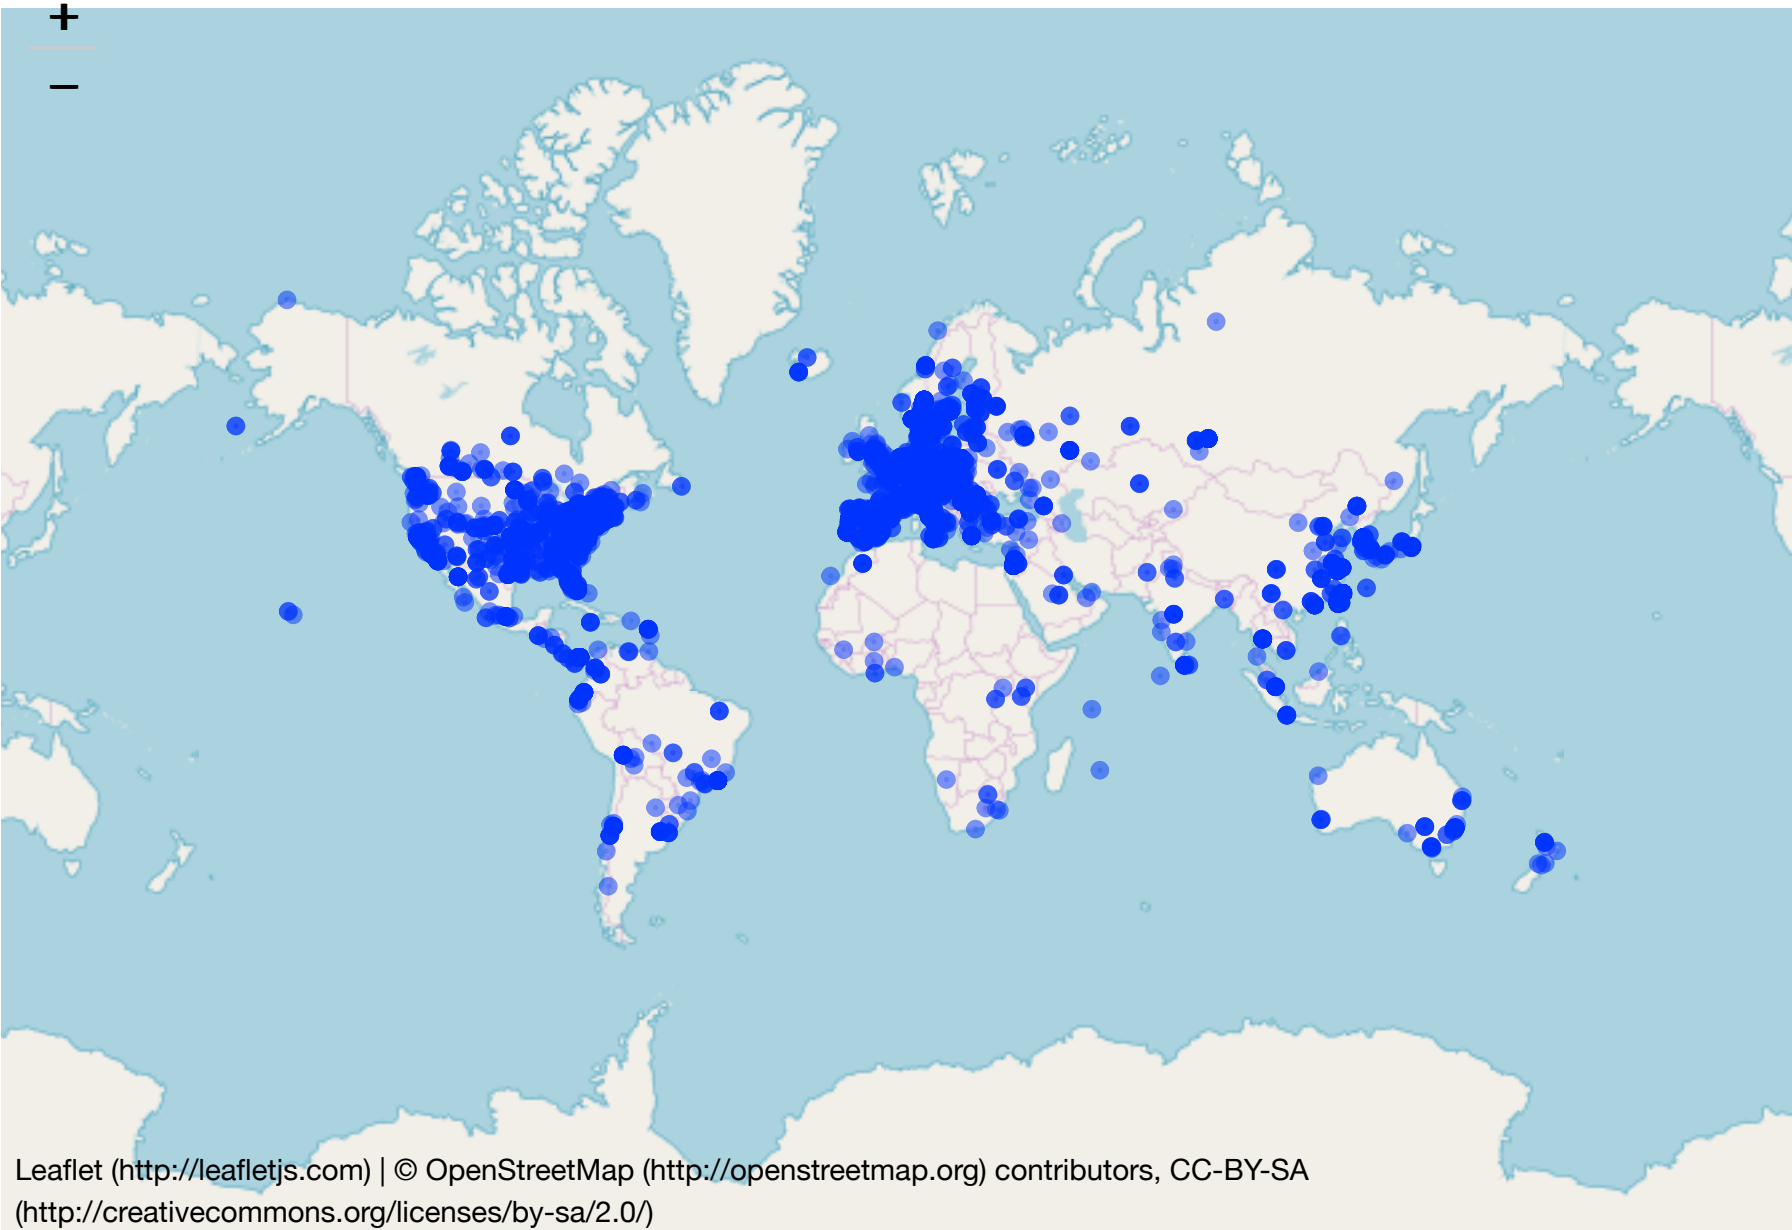 +
−
Leaflet (http://leafletjs.com) | © OpenStreetMap (http://openstreetmap.org) contributors, CC-BY-SA
(http://creativecommons.org/licenses/by-sa/2.0/)